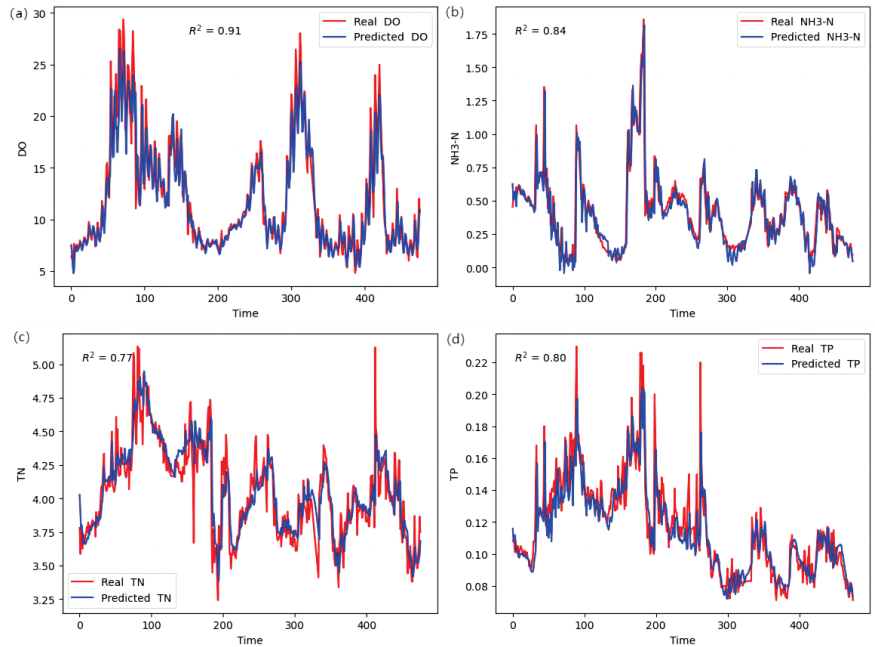 (a)
R² = 0.91
Real DO
Predicted DO
30
25
20
15
10
5
DO
0
100
200
300
400
Time
(b)
R² = 0.84
Real NH3-N
Predicted NH3-N
1.75
1.50
1.25
1.00
0.75
0.50
0.25
0.00
NH3-N
0
100
200
300
400
Time
(c)
R² = 0.77
5.00
4.75
4.50
4.25
4.00
3.75
3.50
3.25
TN
Real TN
Predicted TN
0
100
200
300
400
Time
(d)
R² = 0.80
Real TP
Predicted TP
0.22
0.20
0.18
0.16
0.14
0.12
0.10
0.08
TP
0
100
200
300
400
Time